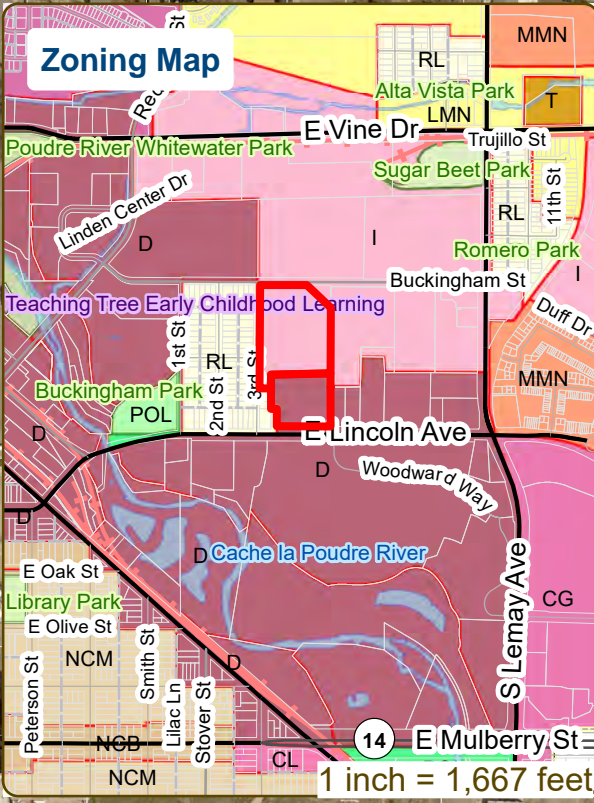 Zoning Map
St
MMN
RL
Alta Vista Park
T
LMN
E Vine Dr
Trujillo St
Poudre River Whitewater Park
Sugar Beet Park
11th St
RL
Linden Center Dr
D
I
Romero Park
Buckingham St
I
Teaching Tree Early Childhood Learning
Duff Dr
1st St
RL
3rd St
Buckingham Park
2nd St
MMN
POL
D
E Lincoln Ave
D
Woodward Way
D
D
Cache la Poudre River
E Oak St
Library Park
S Lemay Ave
CG
E Olive St
NCM
Smith St
D
Peterson St
Lilac Ln
Stover St
14
E Mulberry St
NCB
CL
NCM
1 inch = 1,667 feet